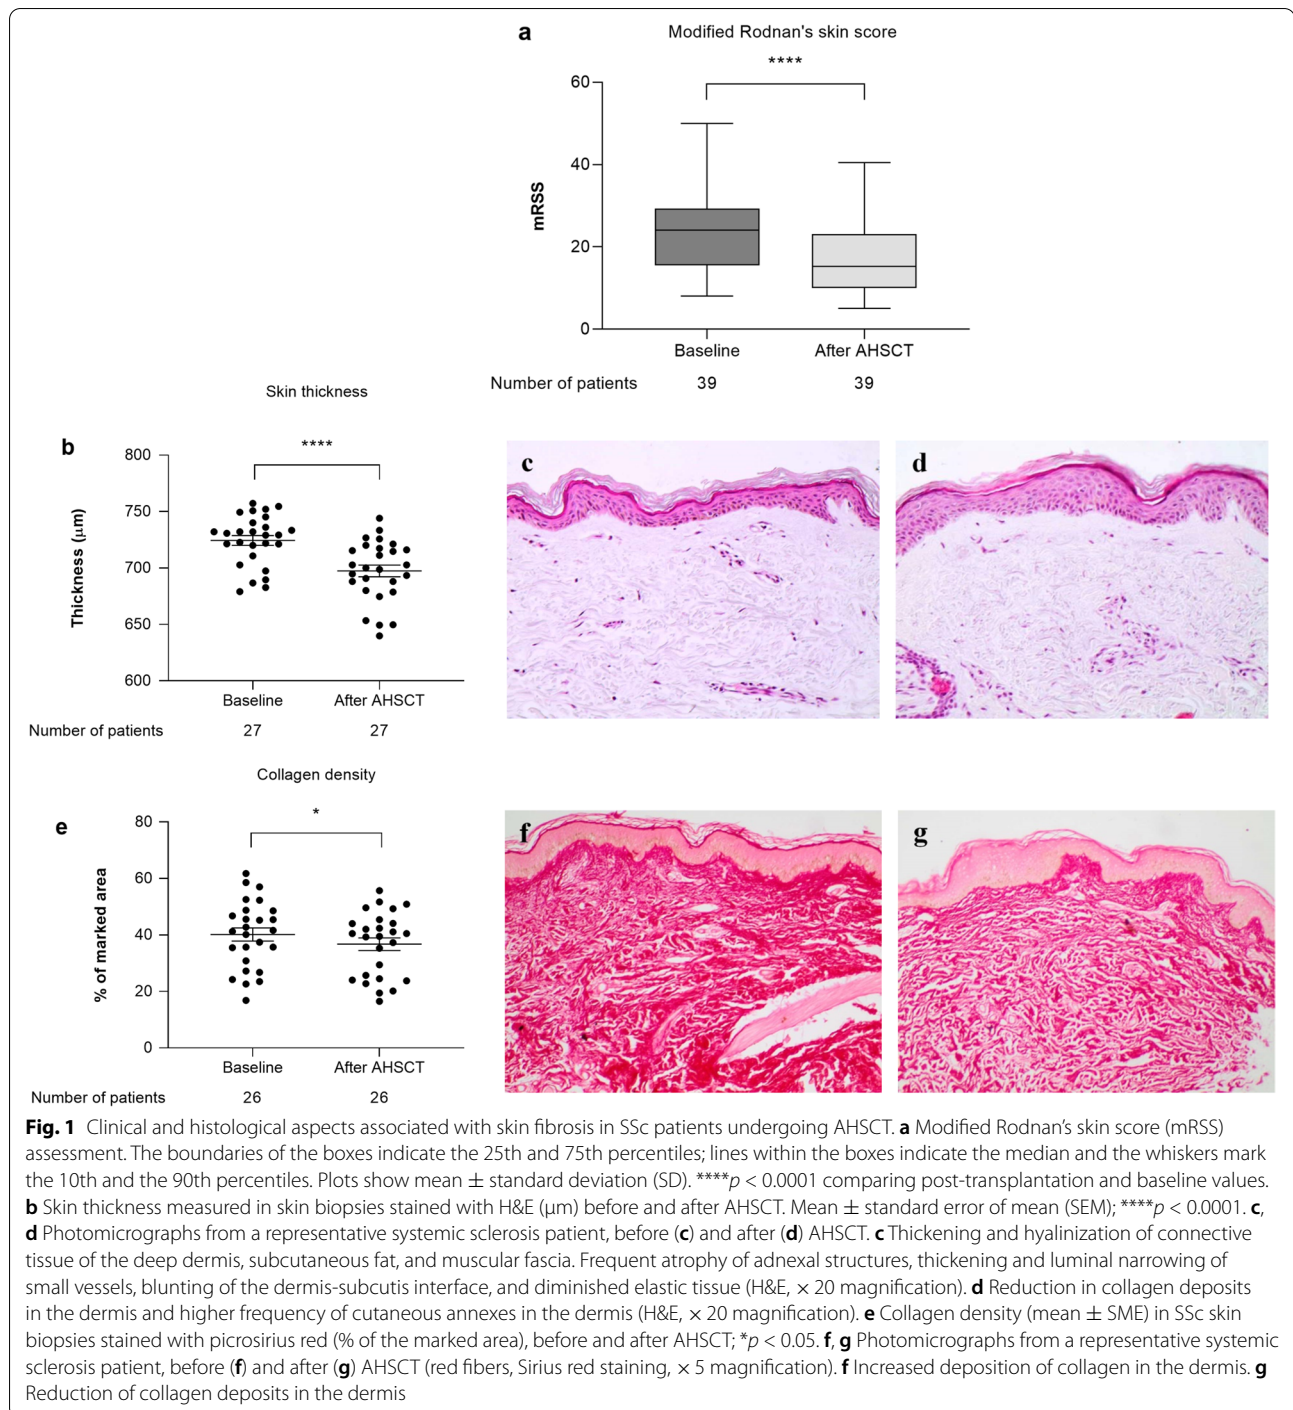 a
Modified Rodnan's skin score
****
60
40
20
0
mRSS
Baseline
After AHSCT
Number of patients
39
39
Skin thickness
b
****
800
750
700
650
600
Thickness (μm)
Baseline
After AHSCT
Number of patients
27
27
c
d
Collagen density
e
*
80
60
40
20
0
% of marked area
Baseline
After AHSCT
Number of patients
26
26
f
g
Fig. 1 Clinical and histological aspects associated with skin fibrosis in SSc patients undergoing AHSCT. a Modified Rodnan's skin score (mRSS)
assessment. The boundaries of the boxes indicate the 25th and 75th percentiles; lines within the boxes indicate the median and the whiskers mark
the 10th and the 90th percentiles. Plots show mean ± standard deviation (SD). ****p < 0.0001 comparing post-transplantation and baseline values.
b Skin thickness measured in skin biopsies stained with H&E (μm) before and after AHSCT. Mean ± standard error of mean (SEM); ****p < 0.0001. c,
d Photomicrographs from a representative systemic sclerosis patient, before (c) and after (d) AHSCT. c Thickening and hyalinization of connective
tissue of the deep dermis, subcutaneous fat, and muscular fascia. Frequent atrophy of adnexal structures, thickening and luminal narrowing of
small vessels, blunting of the dermis-subcutis interface, and diminished elastic tissue (H&E, × 20 magnification). d Reduction in collagen deposits
in the dermis and higher frequency of cutaneous annexes in the dermis (H&E, × 20 magnification). e Collagen density (mean ± SME) in SSc skin
biopsies stained with picrosirius red (% of the marked area), before and after AHSCT; *p < 0.05. f, g Photomicrographs from a representative systemic
sclerosis patient, before (f) and after (g) AHSCT (red fibers, Sirius red staining, × 5 magnification). f Increased deposition of collagen in the dermis. g
Reduction of collagen deposits in the dermis